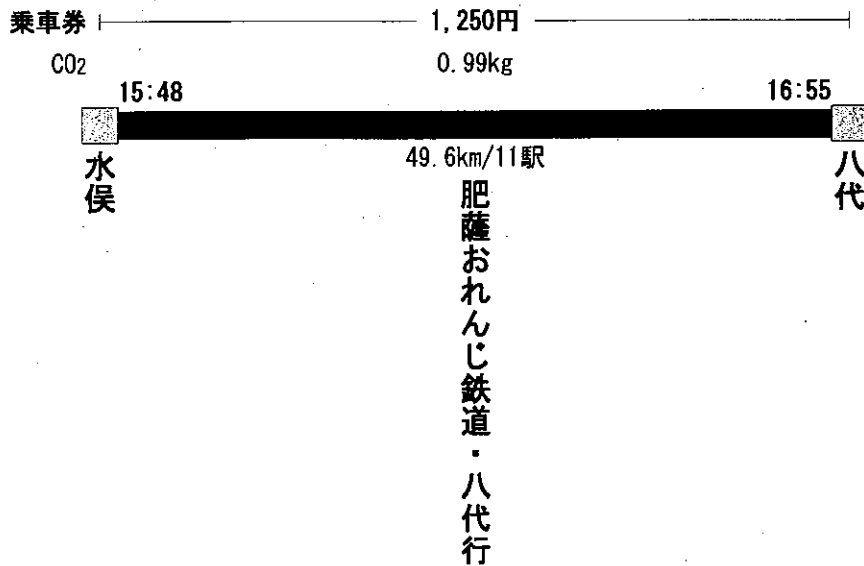 乗車券 1,250円
CO2 0.99kg
15:48 16:55
49.6km/11駅
水俣
八代
肥薩おれんじ鉄道・八代行